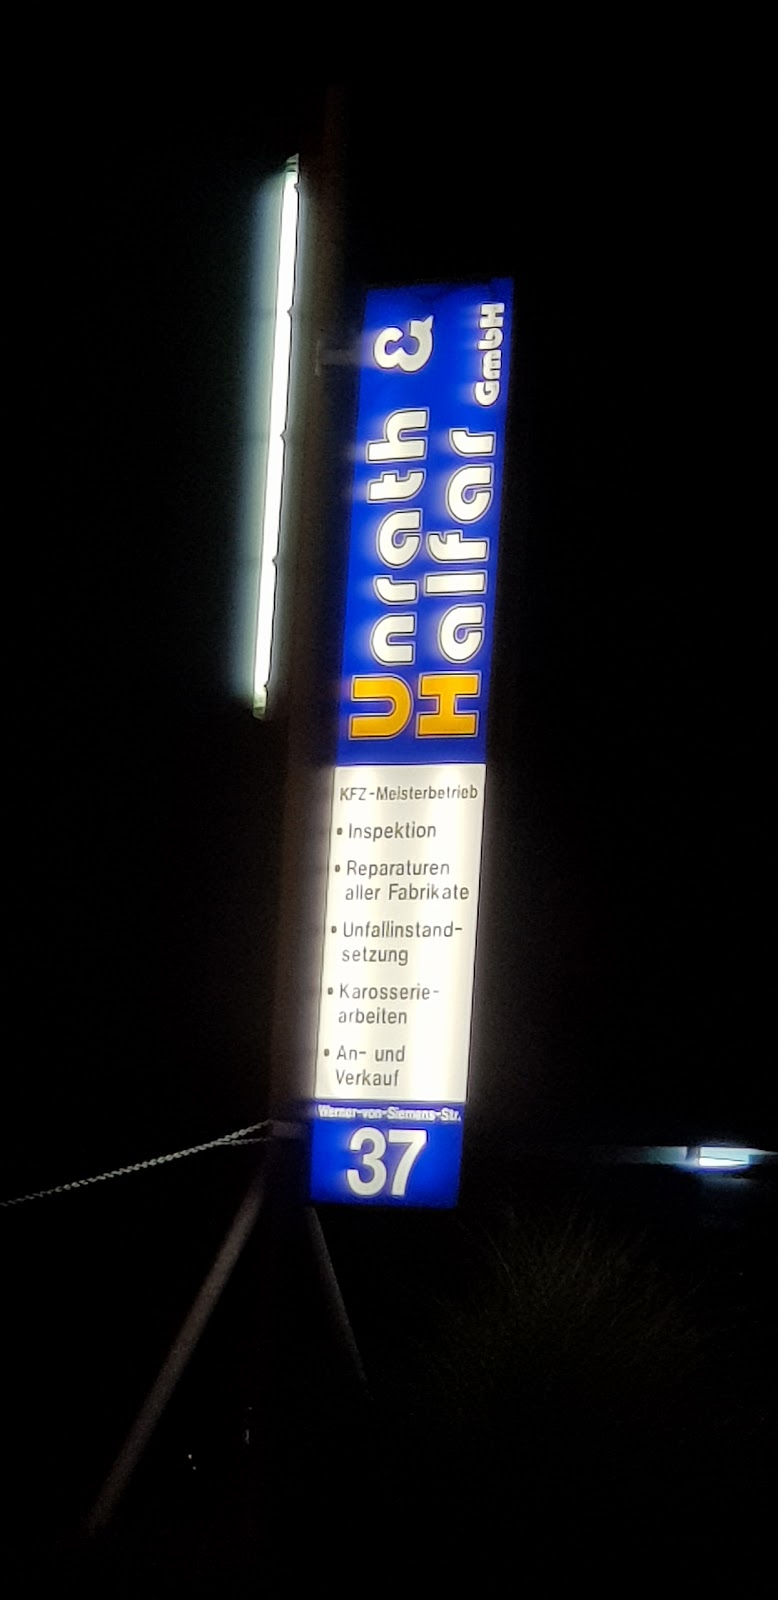 Unrath &
Halfar GmbH
KFZ-Meisterbetrieb
• Inspektion
• Reparaturen
aller Fabrikate
• Unfallinstand-
setzung
• Karosserie-
arbeiten
• An- und
Verkauf
Werner-von-Siemens-Str.
37